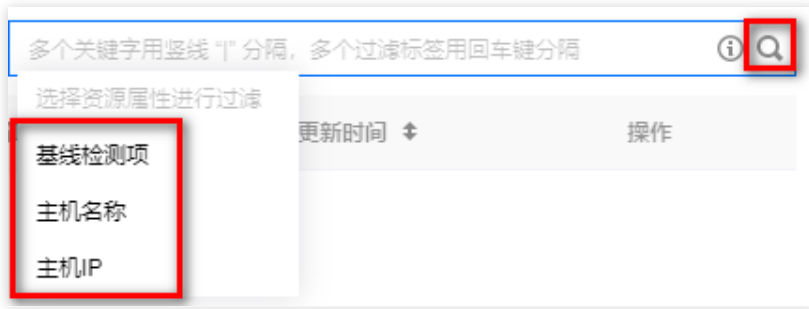 多个关键字用竖线 "|" 分隔，多个过滤标签用回车键分隔
选择资源属性进行过滤
更新时间 操作
基线检测项
主机名称
主机IP